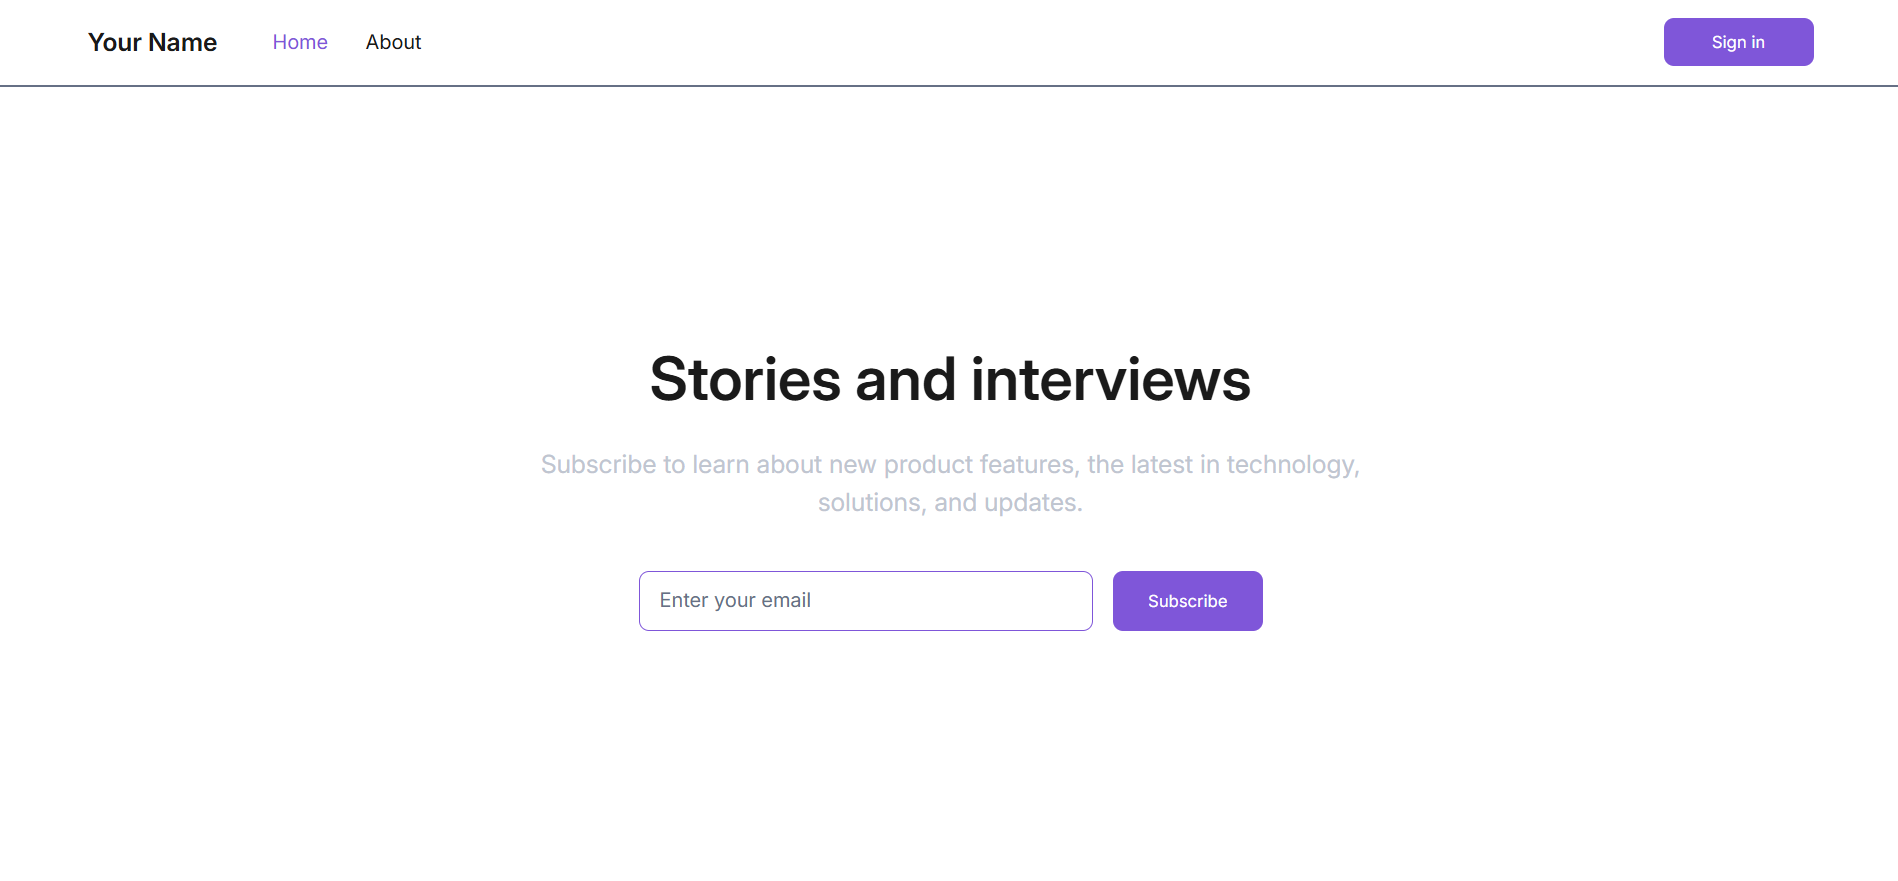 Your Name
Home
About
Sign in
Stories and interviews
Subscribe to learn about new product features, the latest in technology,
solutions, and updates.
Enter your email
Subscribe